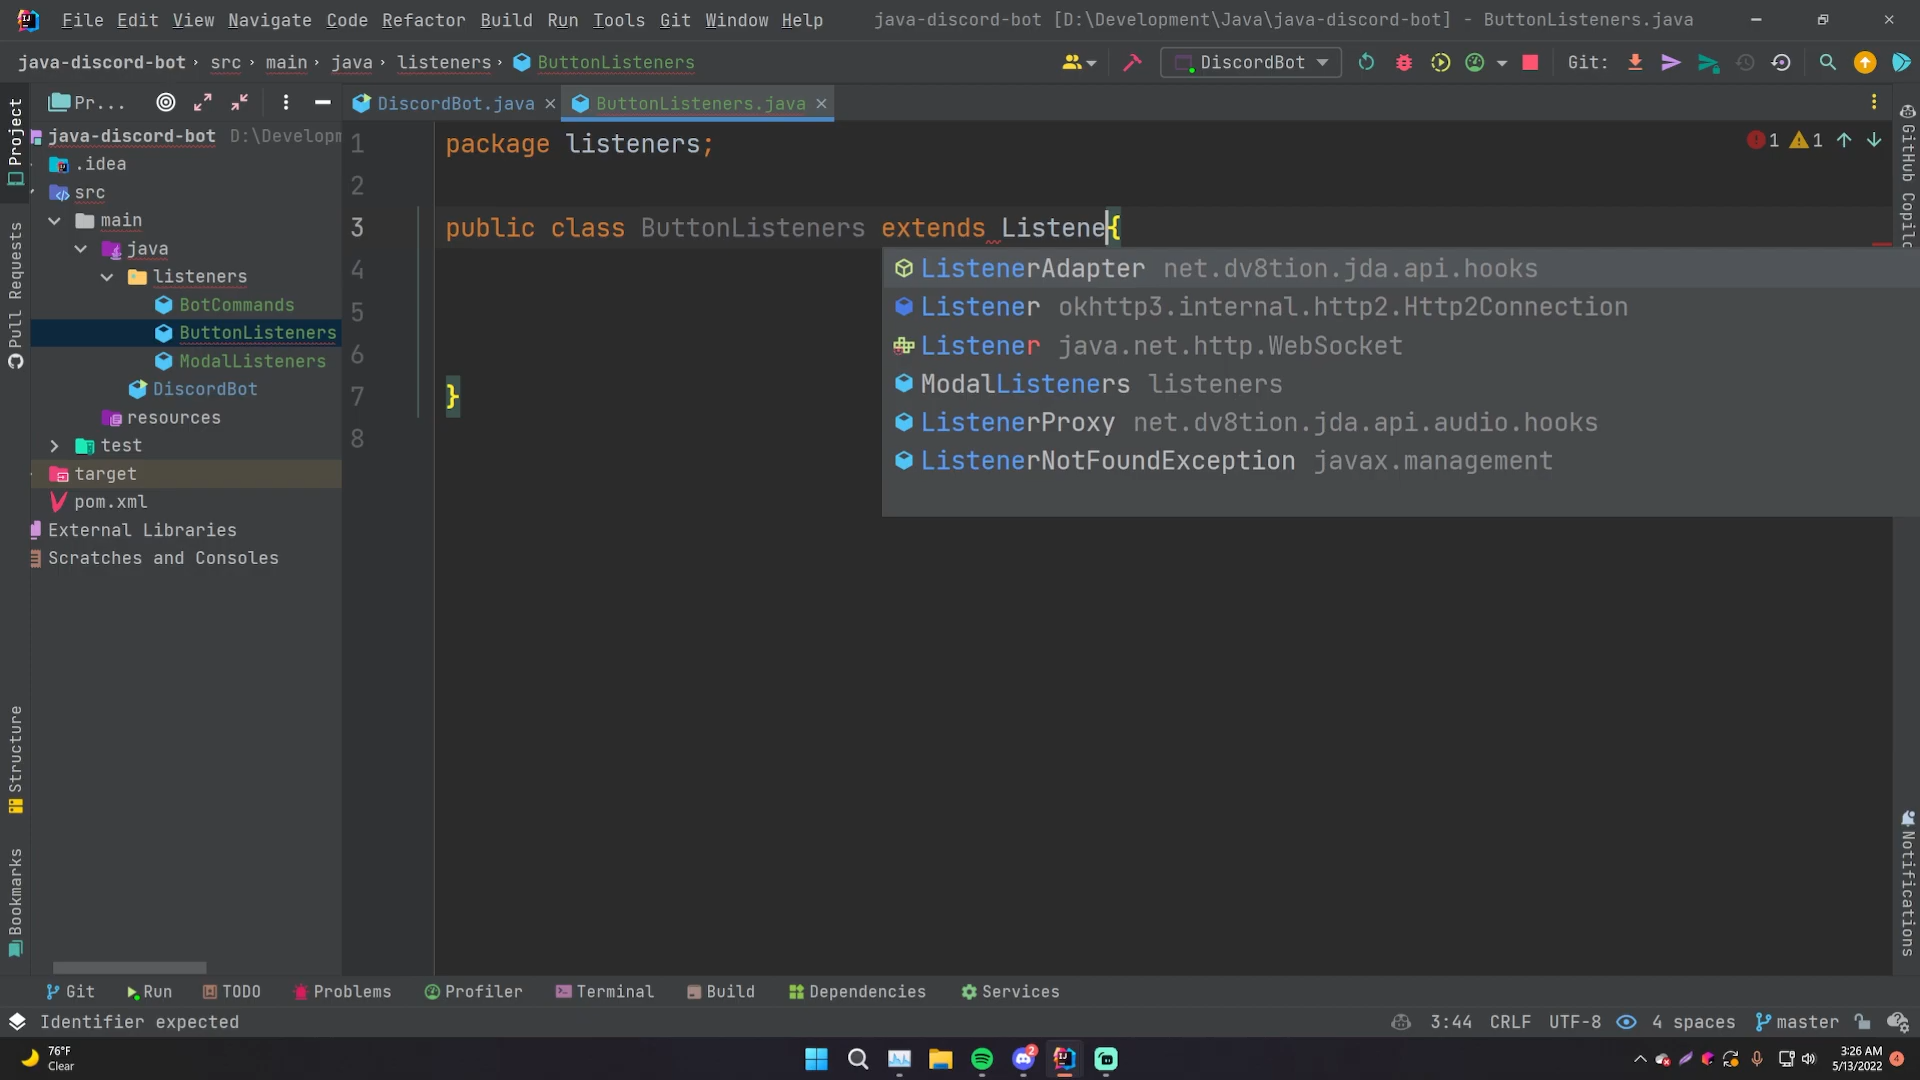 File Edit View Navigate Code Refactor Build Run Tools Git Window Help java-discord-bot [D:\Development\Java\java-discord-bot] - ButtonListeners.java
java-discord-bot src main java listeners ButtonListeners DiscordBot Git:
Project
Pr...
DiscordBot.java
ButtonListeners.java
java-discord-bot D:\Developm
.idea
src
main
java
listeners
BotCommands
ButtonListeners
ModalListeners
DiscordBot
resources
test
target
pom.xml
External Libraries
Scratches and Consoles
Pull Requests
Structure
Bookmarks
1 package listeners;
2
3 public class ButtonListeners extends Listene{
4
5
6
7 }
8
1 1
ListenerAdapter net.dv8tion.jda.api.hooks
Listener okhttp3.internal.http2.Http2Connection
Listener java.net.http.WebSocket
ModalListeners listeners
ListenerProxy net.dv8tion.jda.api.audio.hooks
ListenerNotFoundException javax.management
GitHub Copilo
Notifications
Git Run TODO Problems Profiler Terminal Build Dependencies Services
Identifier expected 3:44 CRLF UTF-8 4 spaces master
76°F
Clear
2
3:26 AM
5/13/2022
4